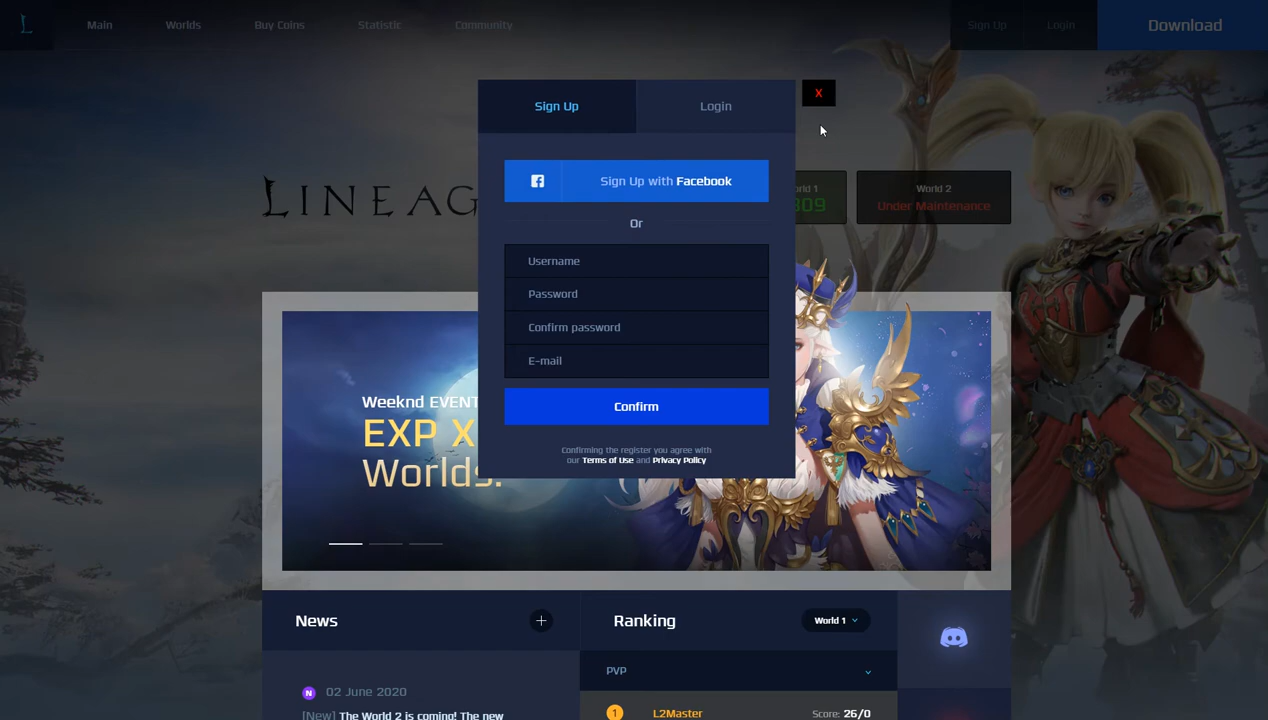 Main Worlds Buy Coins Statistic Community Sign Up Login Download
Sign Up Login X
Sign Up with Facebook
Or
Username
Password
Confirm password
E-mail
Confirm
Confirming the register you agree with
our Terms of Use and Privacy Policy
LINEAG
orld 1
309
World 2
Under Maintenance
Weeknd EVENT
EXP X
Worlds.
News +
N 02 June 2020
[New] The World 2 is coming! The new
Ranking World 1
PVP
1 L2Master Score: 26/0